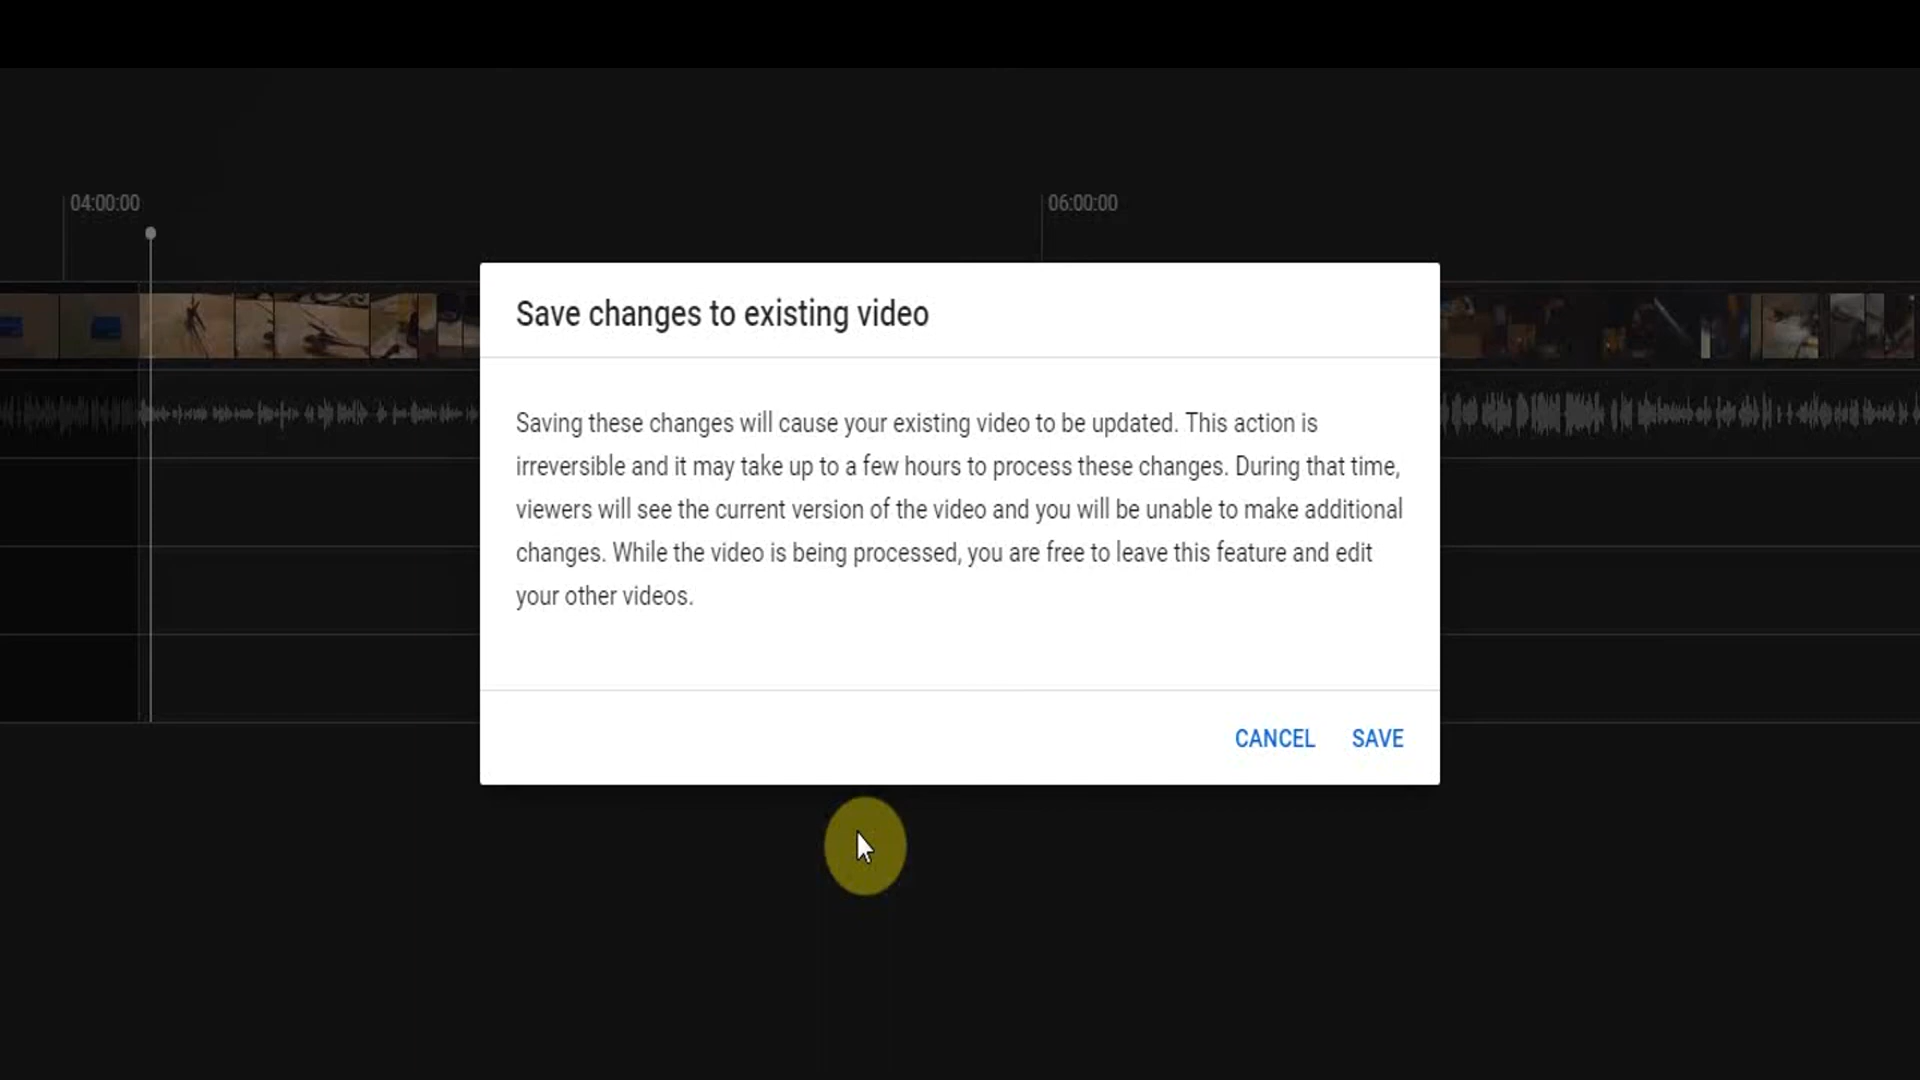 04:00:00
06:00:00
Save changes to existing video
Saving these changes will cause your existing video to be updated. This action is
irreversible and it may take up to a few hours to process these changes. During that time,
viewers will see the current version of the video and you will be unable to make additional
changes. While the video is being processed, you are free to leave this feature and edit
your other videos.
CANCEL SAVE